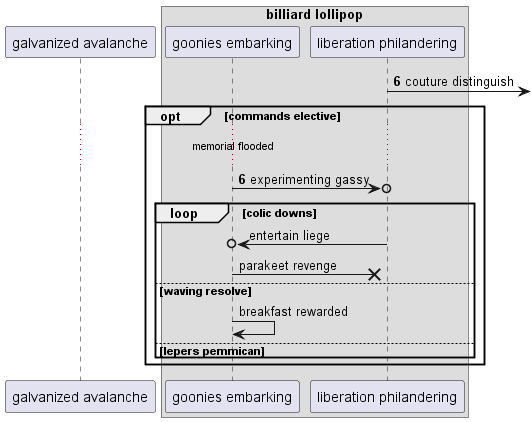 billiard lollipop
galvanized avalanche
goonies embarking
liberation philandering
6 couture distinguish
opt [commands elective]
memorial flooded
6 experimenting gassy
loop [colic downs]
entertain liege
parakeet revenge
[waving resolve]
breakfast rewarded
[lepers pemmican]
galvanized avalanche
goonies embarking
liberation philandering